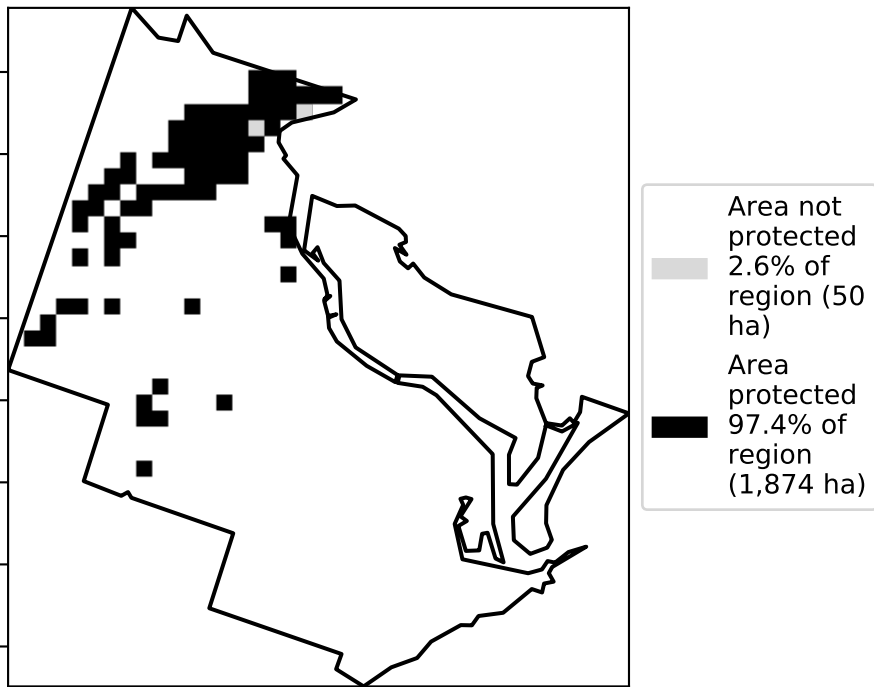 Area not
protected
2.6% of
region (50
ha)
Area
protected
97.4% of
region
(1,874 ha)